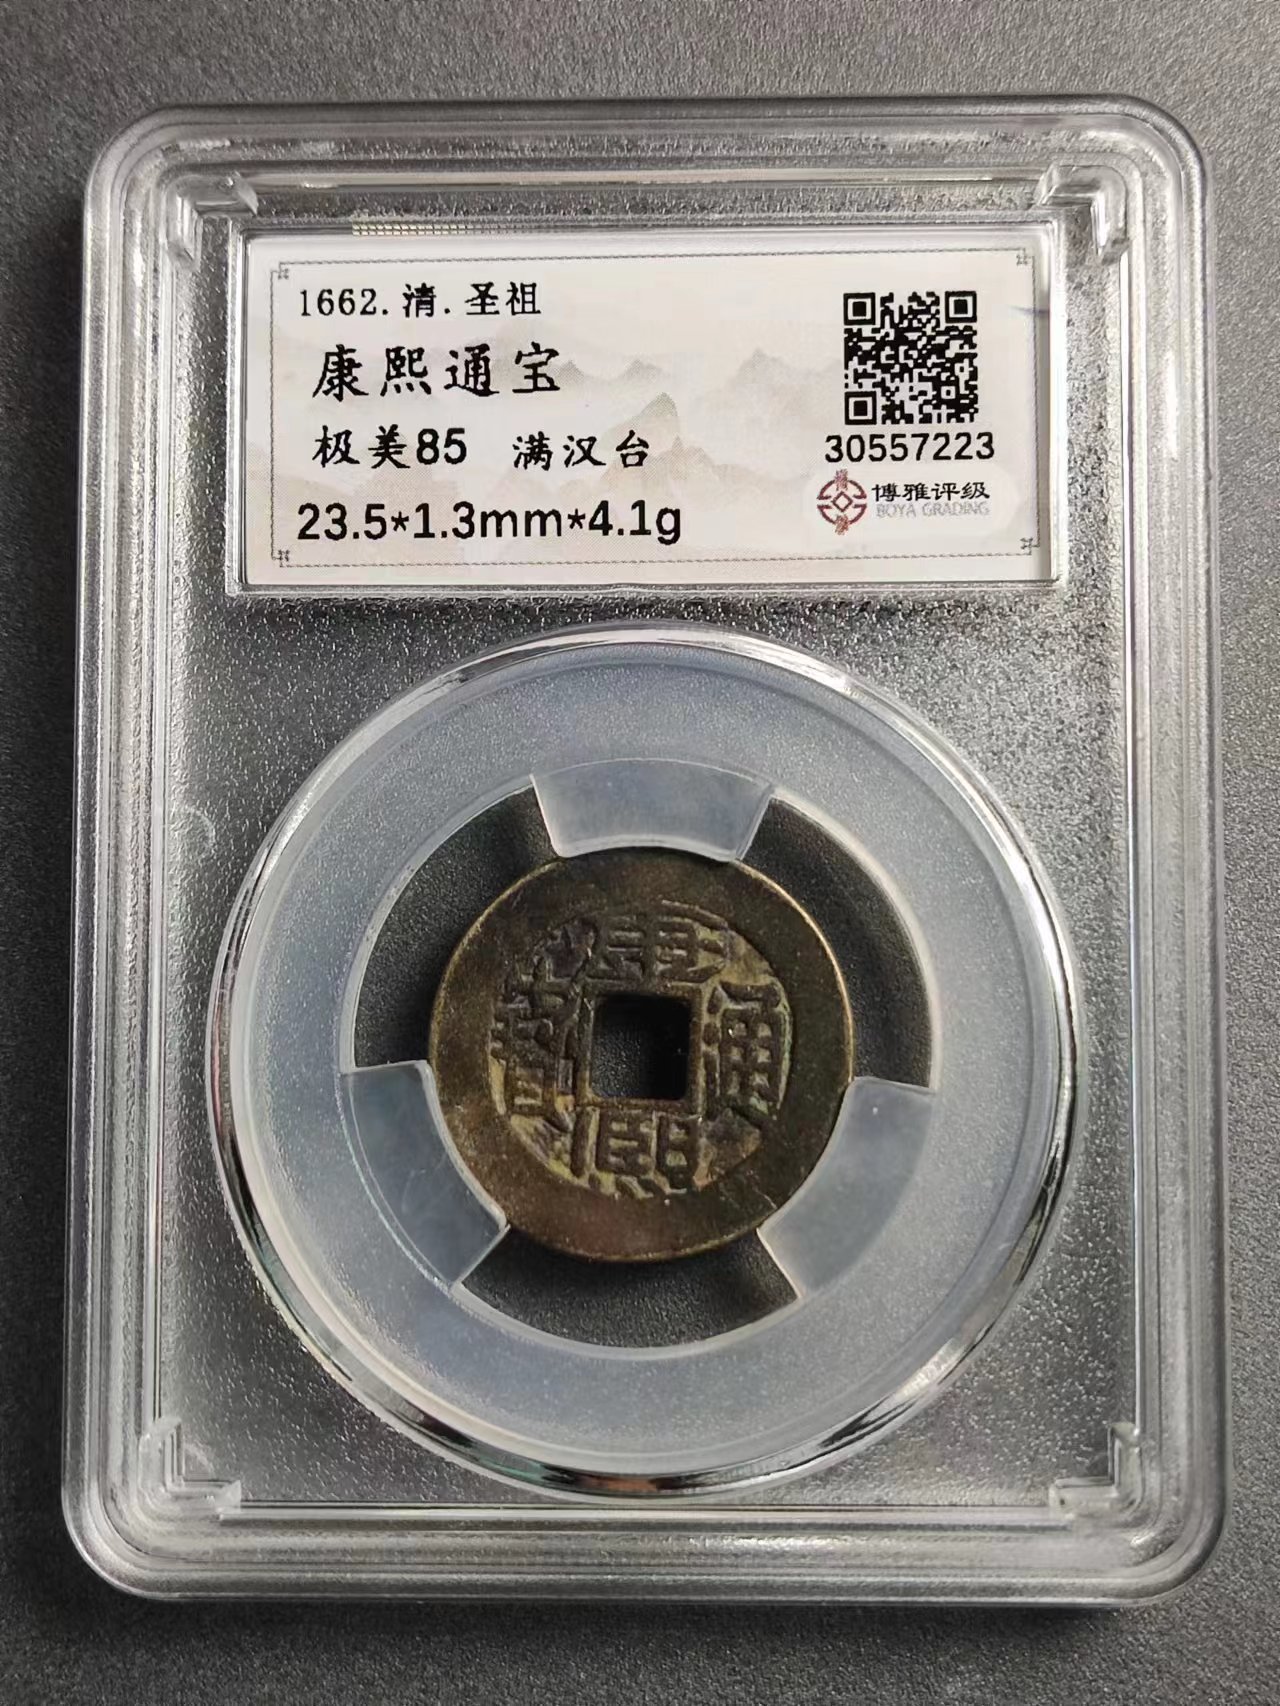 1662.清.圣祖
康熙通宝
极美85 满汉台
23.5*1.3mm*4.1g
30557223
博雅评级
BOYA GRADING
康熙通寶